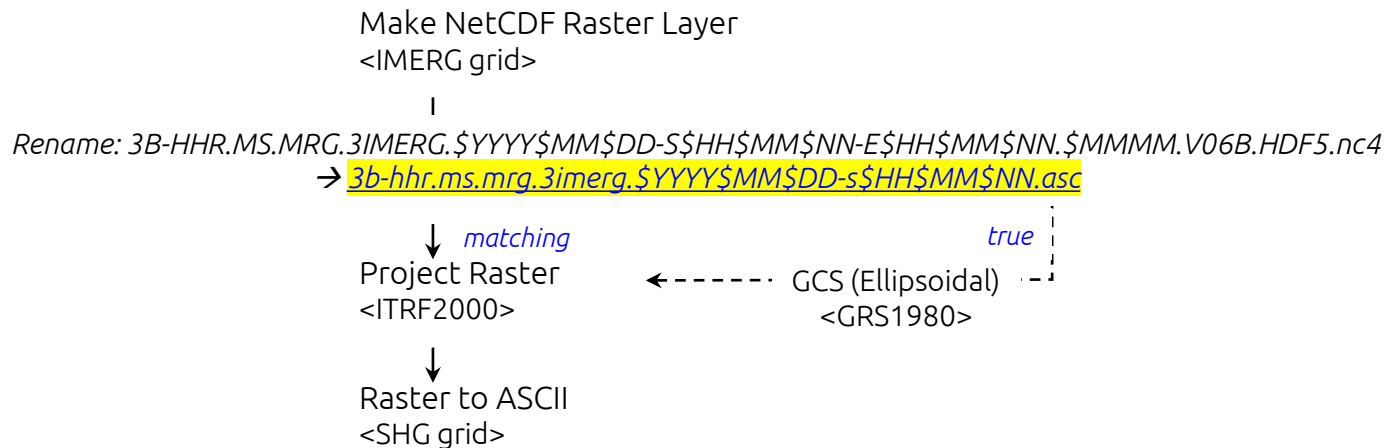 Make NetCDF Raster Layer
<IMERG grid>
Rename: 3B-HHR.MS.MRG.3IMERG.$YYYY$MM$DD-S$HH$MM$NN-E$HH$MM$NN.$MMMM.V06B.HDF5.nc4
→ 3b-hhr.ms.mrg.3imerg.$YYYY$MM$DD-s$HH$MM$NN.asc
matching
true
Project Raster
<ITRF2000>
GCS (Ellipsoidal)
<GRS1980>
Raster to ASCII
<SHG grid>